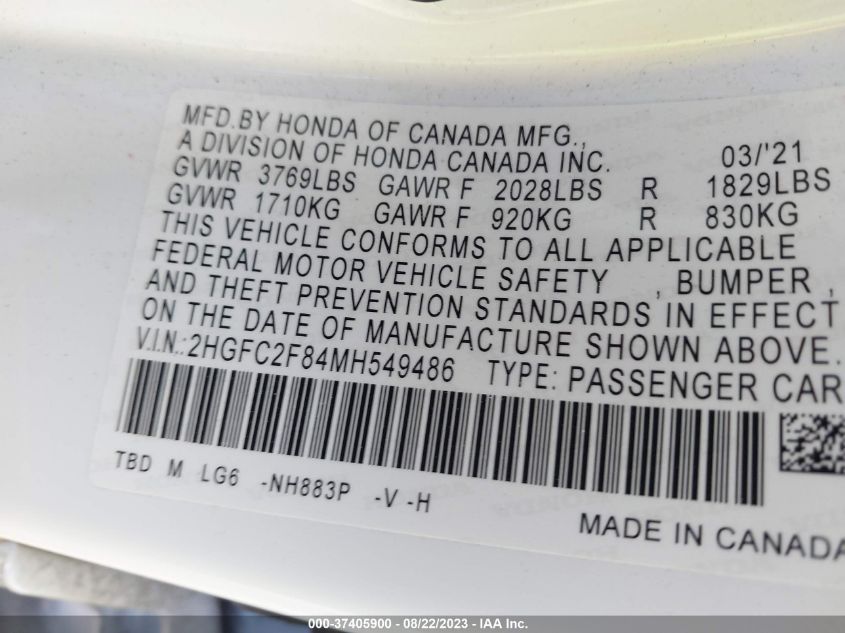 MFD.BY HONDA OF CANADA MFG.,
A DIVISION OF HONDA CANADA INC. 03/'21
GVWR 3769LBS GAWR F 2028LBS R 1829LBS
GVWR 1710KG GAWR F 920KG R 830KG
THIS VEHICLE CONFORMS TO ALL APPLICABLE
FEDERAL MOTOR VEHICLE SAFETY , BUMPER ,
AND THEFT PREVENTION STANDARDS IN EFFECT
ON THE DATE OF MANUFACTURE SHOWN ABOVE.
V.I.N.:2HGFC2F84MH549486 TYPE: PASSENGER CAR
TBD M LG6 -NH883P -V -H
MADE IN CANADA
000-37405900 - 08/22/2023 - IAA Inc.